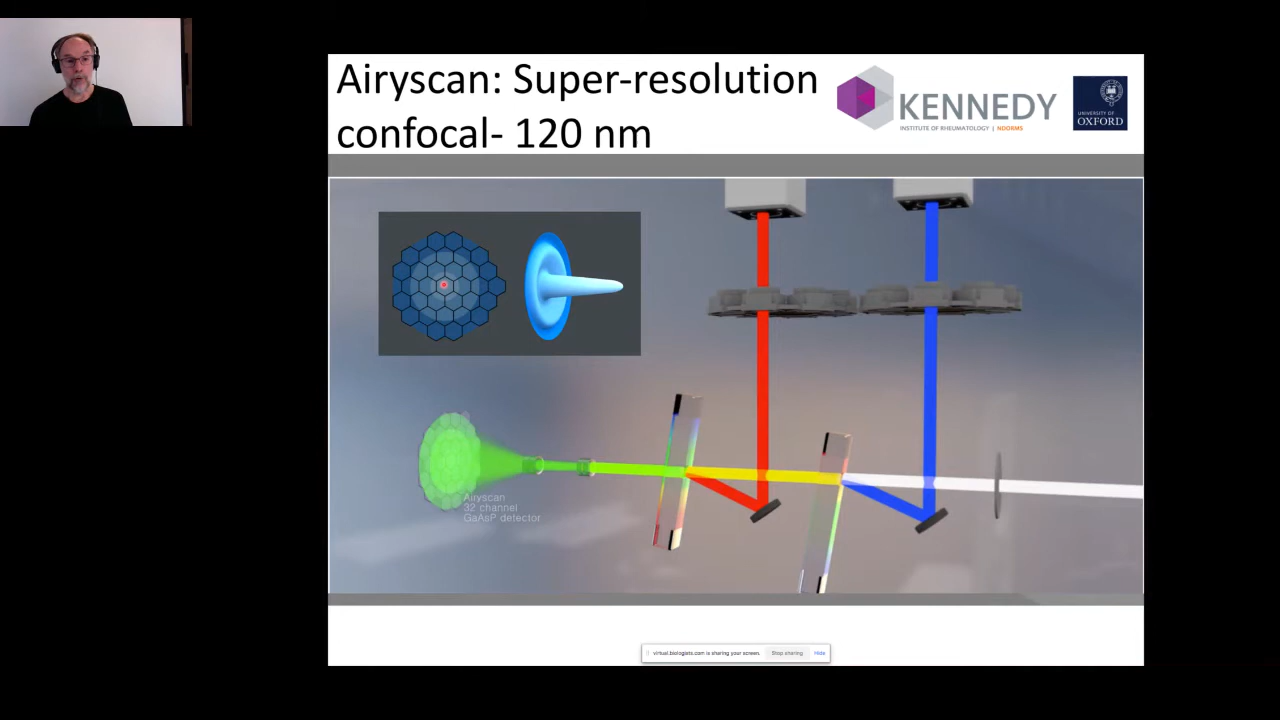 Airyscan: Super-resolution
confocal- 120 nm
KENNEDY
INSTITUTE OF RHEUMATOLOGY | NDORMS
UNIVERSITY OF
OXFORD
Airyscan
32 channel
GaAsP detector
virtual.biologists.com is sharing your screen.
Stop sharing
Hide